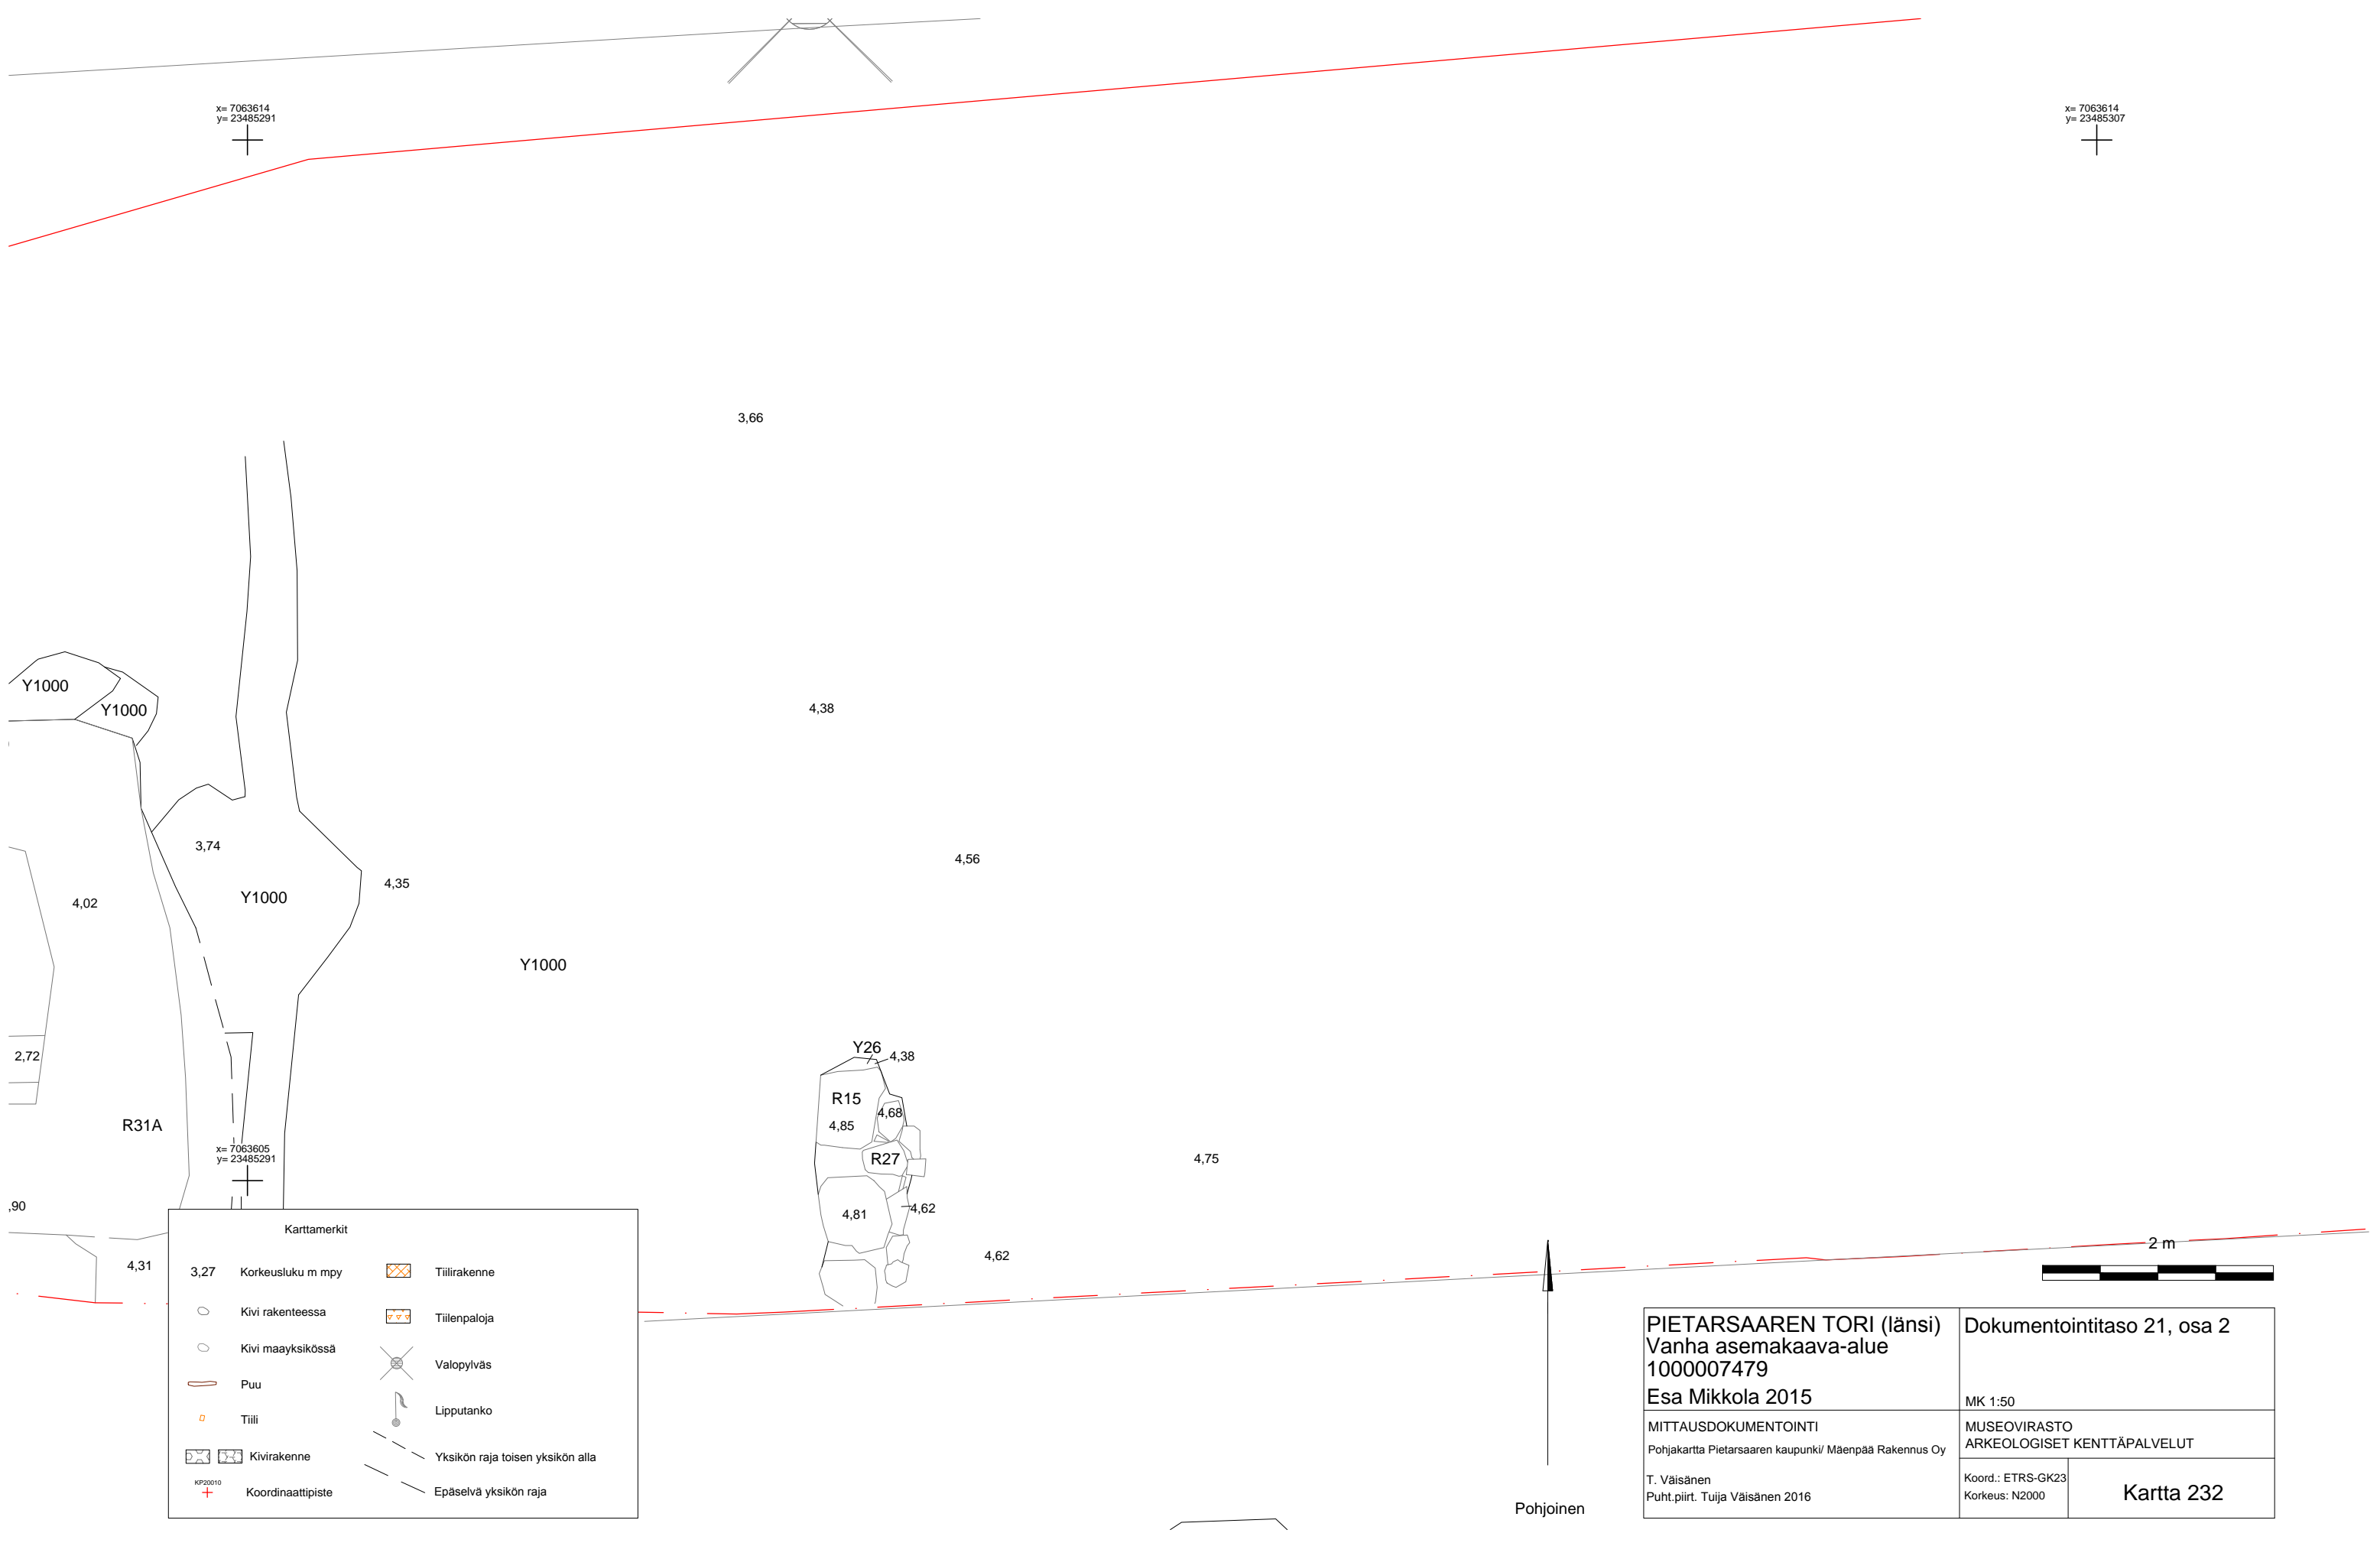 x= 7063614
y= 23485291
x= 7063614
y= 23485307
3,66
Y1000
Y1000
4,38
3,74
4,56
4,35
Y1000
4,02
Y1000
Y26
4,38
2,72
R15
4,68
4,85
R31A
x= 7063605
y= 23485291
R27
4,75
,90
4,81
4,62
4,62
4,31
2 m
Karttamerkit
3,27 Korkeusluku m mpy
Kivi rakenteessa
Kivi maayksikössä
Puu
Tiili
Kivirakenne
KP20010
Koordinaattipiste
Tiilirakenne
Tiilenpaloja
Valopylväs
Lipputanko
Yksikön raja toisen yksikön alla
Epäselvä yksikön raja
Pohjoinen
PIETARSAAREN TORI (länsi)
Vanha asemakaava-alue
1000007479
Esa Mikkola 2015
Dokumentointitaso 21, osa 2
MK 1:50
MITTAUSDOKUMENTOINTI
Pohjakartta Pietarsaaren kaupunki/ Mäenpää Rakennus Oy
T. Väisänen
Puht.piirt. Tuija Väisänen 2016
MUSEOVIRASTO
ARKEOLOGISET KENTTÄPALVELUT
Koord.: ETRS-GK23
Korkeus: N2000
Kartta 232